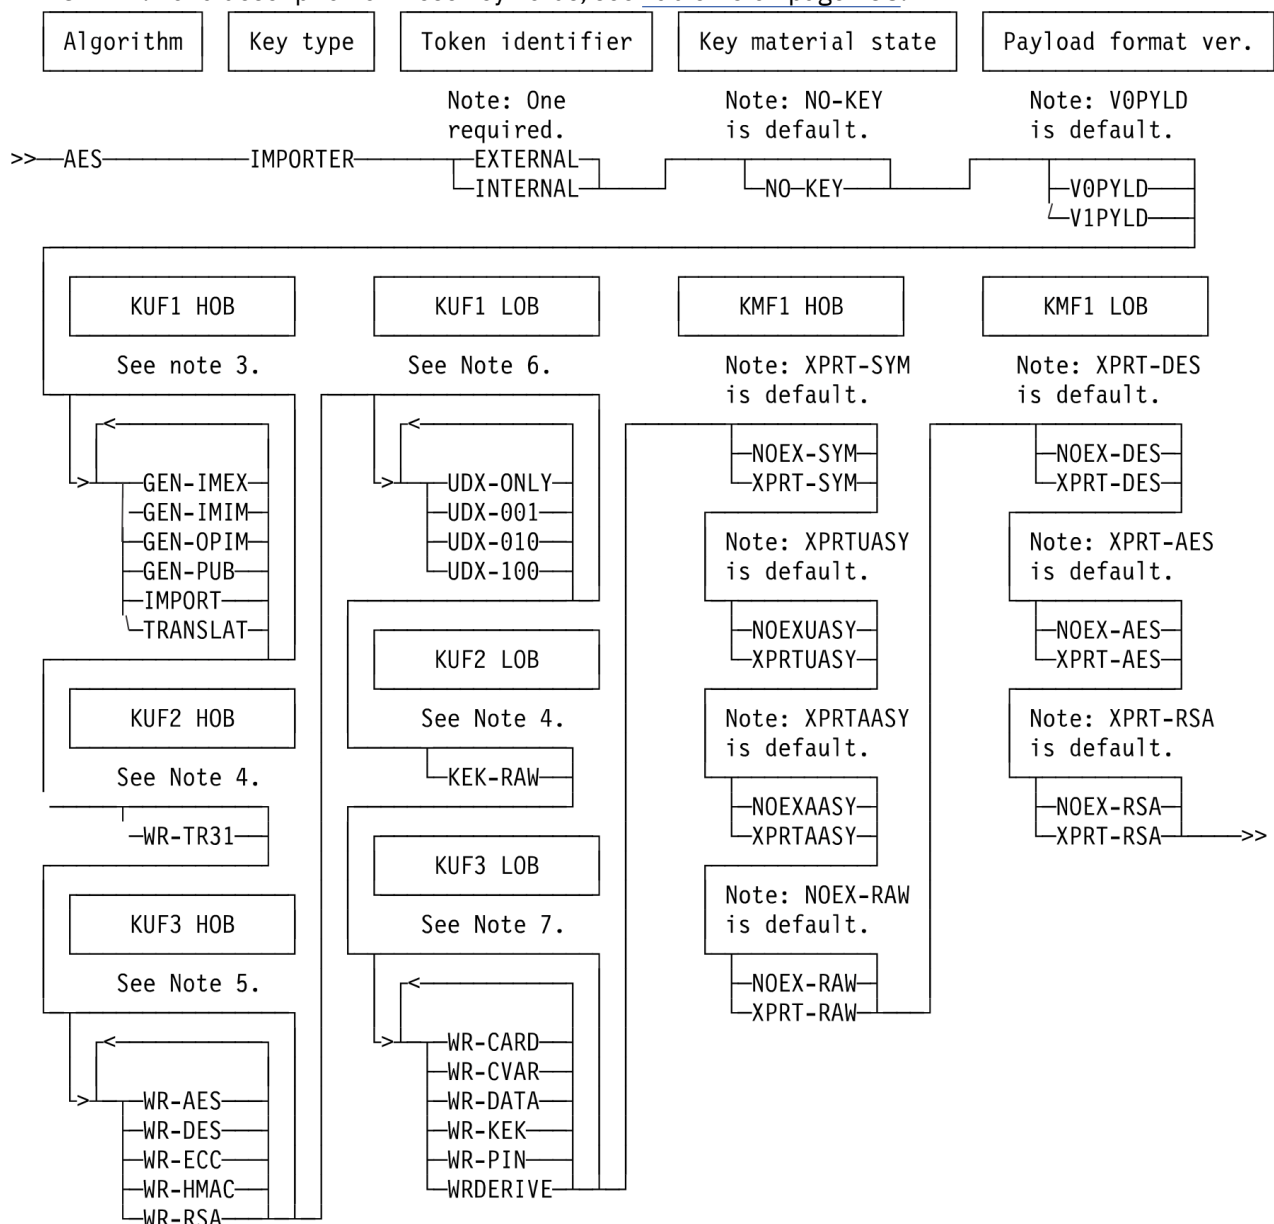 Algorithm
Key type
Token identifier
Key material state
Payload format ver.
Note: One
required.
Note: NO-KEY
is default.
Note: V0PYLD
is default.
>>
AES
IMPORTER
EXTERNAL
INTERNAL
NO-KEY
V0PYLD
V1PYLD
KUF1 HOB
See note 3.
<
>
GEN-IMEX
GEN-IMIM
GEN-OPIM
GEN-PUB
IMPORT
TRANSLAT
KUF2 HOB
See Note 4.
WR-TR31
KUF3 HOB
See Note 5.
<
>
WR-AES
WR-DES
WR-ECC
WR-HMAC
WR-RSA
KUF1 LOB
See Note 6.
<
>
UDX-ONLY
UDX-001
UDX-010
UDX-100
KUF2 LOB
See Note 4.
KEK-RAW
KUF3 LOB
See Note 7.
<
>
WR-CARD
WR-CVAR
WR-DATA
WR-KEK
WR-PIN
WRDERIVE
KMF1 HOB
Note: XPRT-SYM
is default.
NOEX-SYM
XPRT-SYM
Note: XPRTUASY
is default.
NOEXUASY
XPRTUASY
Note: XPRTAASY
is default.
NOEXAASY
XPRTAASY
Note: NOEX-RAW
is default.
NOEX-RAW
XPRT-RAW
KMF1 LOB
Note: XPRT-DES
is default.
NOEX-DES
XPRT-DES
Note: XPRT-AES
is default.
NOEX-AES
XPRT-AES
Note: XPRT-RSA
is default.
NOEX-RSA
XPRT-RSA
>>